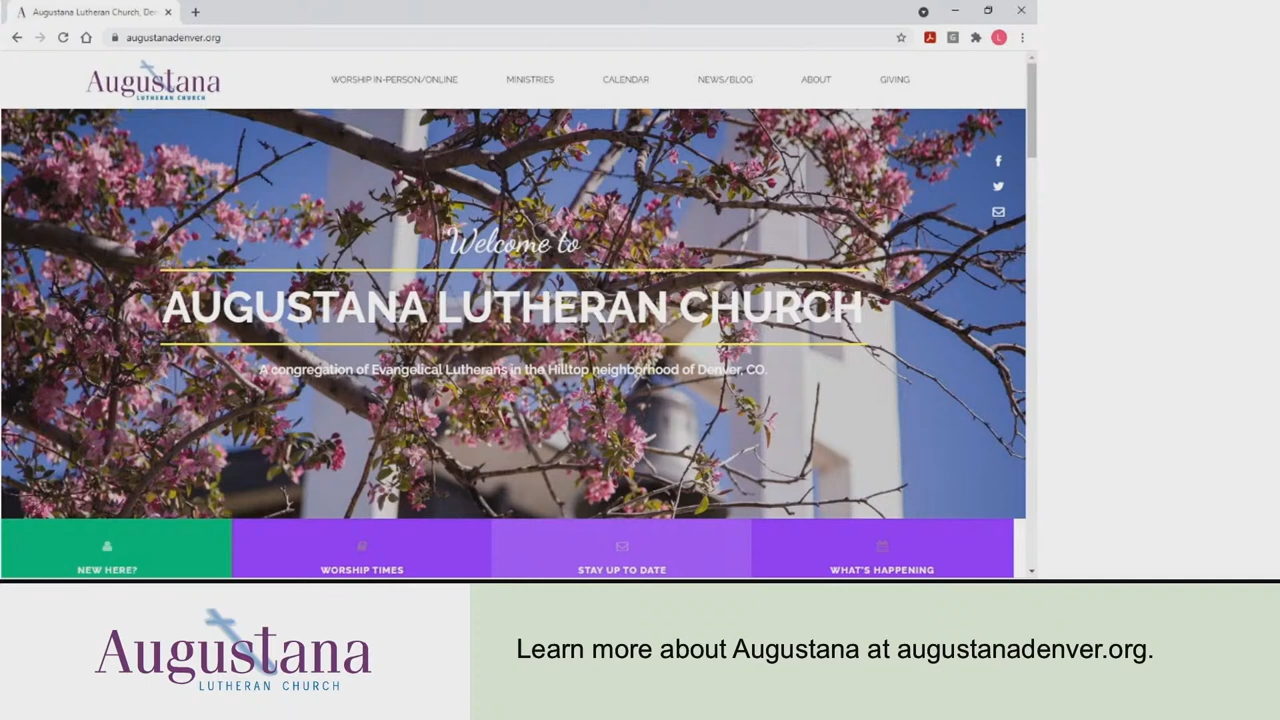 Augustana Lutheran Church, Den
augustanadenver.org
L
Augustana
LUTHERAN CHURCH
WORSHIP IN-PERSON/ONLINE
MINISTRIES
CALENDAR
NEWS/BLOG
ABOUT
GIVING
Welcome to
AUGUSTANA LUTHERAN CHURCH
A congregation of Evangelical Lutherans in the Hilltop neighborhood of Denver, CO.
NEW HERE?
WORSHIP TIMES
STAY UP TO DATE
WHAT'S HAPPENING
Augustana
LUTHERAN CHURCH
Learn more about Augustana at augustanadenver.org.